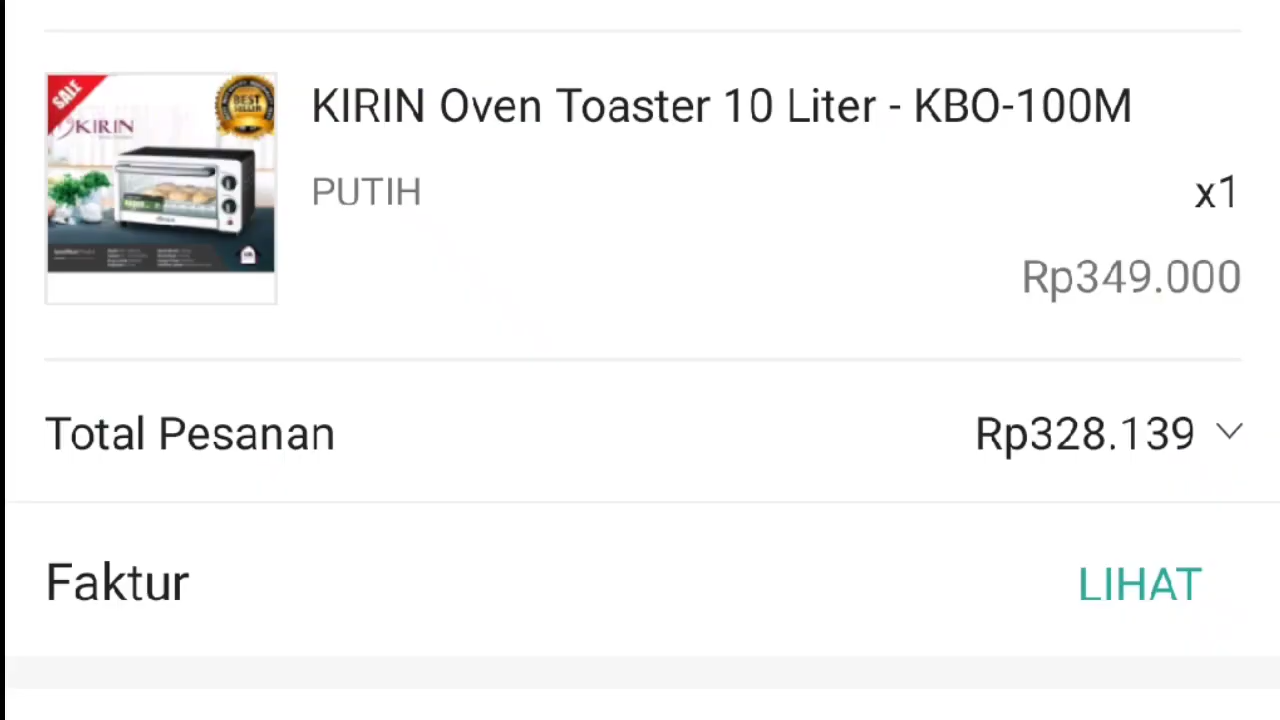 SALE
BEST
SELLER
KIRIN
KIRIN Oven Toaster 10 Liter - KBO-100M
PUTIH
x1
Rp349.000
Total Pesanan
Rp328.139
Faktur
LIHAT